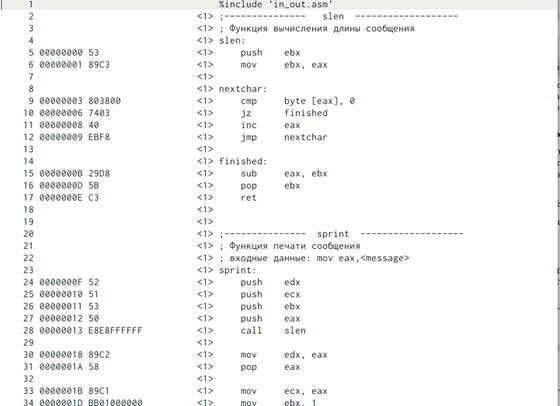 1 %include 'in_out.asm"
2 <1> ;-------------- slen ------------------
3 <1> ; Функция вычисления длины сообщения
4 <1> slen:
5 00000000 53 <1> push ebx
6 00000001 89C3 <1> mov ebx, eax
7 <1>
8 <1> nextchar:
9 00000003 803800 <1> cmp byte [eax], 0
10 00000006 7403 <1> jz finished
11 00000008 40 <1> inc eax
12 00000009 EBF8 <1> jmp nextchar
13 <1>
14 <1> finished:
15 0000000B 29D8 <1> sub eax, ebx
16 0000000D 5B <1> pop ebx
17 0000000E C3 <1> ret
18 <1>
19 <1>
20 <1> ;-------------- sprint ------------------
21 <1> ; Функция печати сообщения
22 <1> ; входные данные: mov eax,<message>
23 <1> sprint:
24 0000000F 52 <1> push edx
25 00000010 51 <1> push ecx
26 00000011 53 <1> push ebx
27 00000012 50 <1> push eax
28 00000013 E8E8FFFFFF <1> call slen
29 <1>
30 00000018 89C2 <1> mov edx, eax
31 0000001A 58 <1> pop eax
32 <1>
33 0000001B 89C1 <1> mov ecx, eax
34 0000001D BB01000000 <1> mov ebx, 1